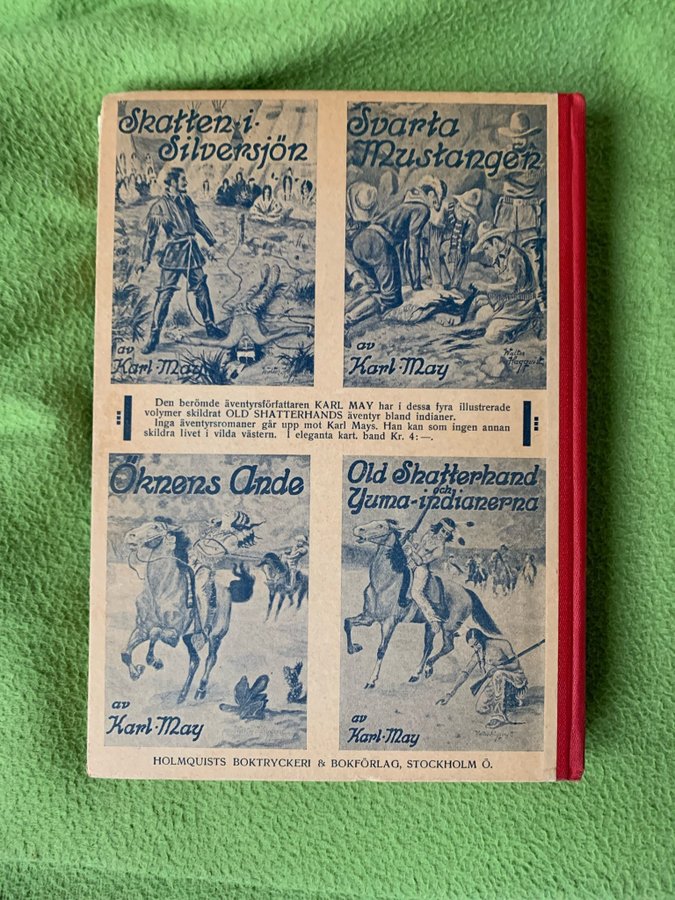 Skatten i
Silversjön
av
Karl May
Svarta
Mustangen
av
Karl May
Walter
Hagqvist
Den berömde äventyrsförfattaren KARL MAY har i dessa fyra illustrerade
volymer skildrat OLD SHATTERHANDS äventyr bland indianer.
Inga äventyrsromaner går upp mot Karl Mays. Han kan som ingen annan
skildra livet i vilda västern. I eleganta kart. band Kr. 4:—.
Öknens Ande
av
Karl May
Old Shatterhand
och
Yuma-indianerna
av
Karl May
HOLMQUISTS BOKTRYCKERI & BOKFÖRLAG, STOCKHOLM Ö.